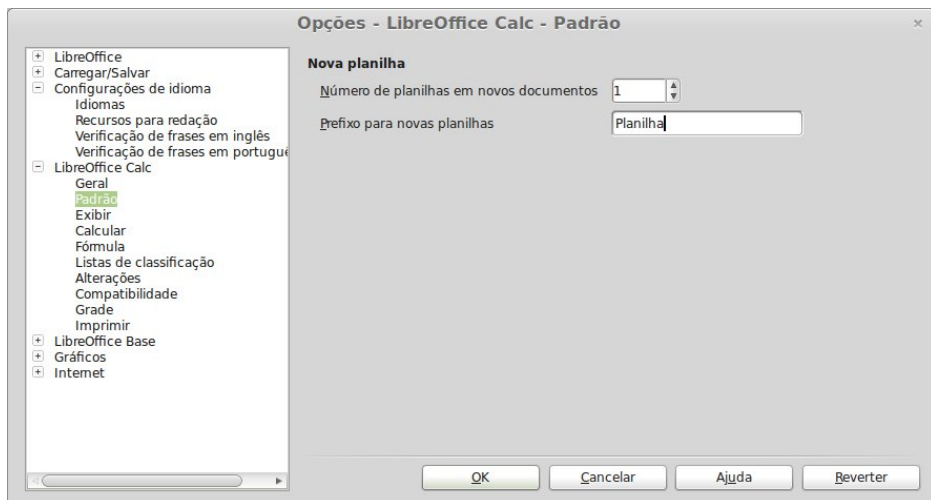 Opções - LibreOffice Calc - Padrão
LibreOffice
Carregar/Salvar
Configurações de idioma
Idiomas
Recursos para redação
Verificação de frases em inglês
Verificação de frases em portugué
LibreOffice Calc
Geral
Padrão
Exibir
Calcular
Fórmula
Listas de classificação
Alterações
Compatibilidade
Grade
Imprimir
LibreOffice Base
Gráficos
Internet
Nova planilha
Número de planilhas em novos documentos 1
Prefixo para novas planilhas Planilha
OK Cancelar Ajuda Reverter